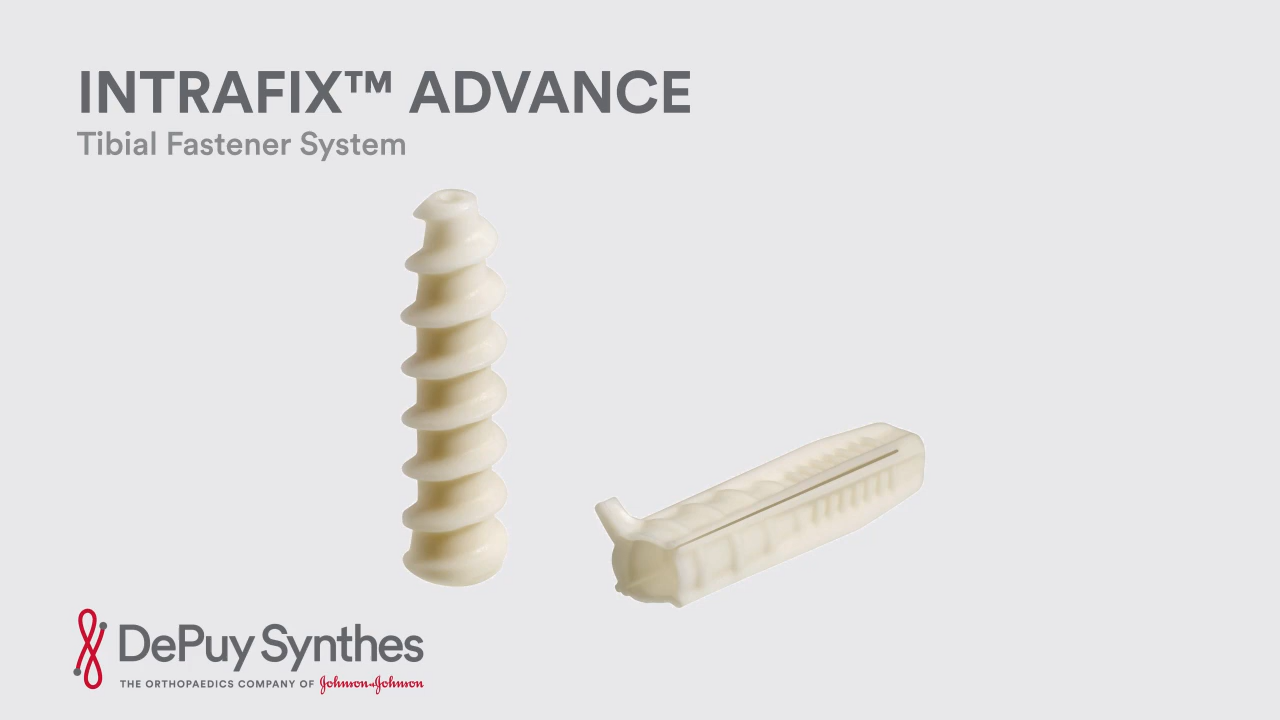 INTRAFIX™ ADVANCE
Tibial Fastener System
DePuy Synthes
THE ORTHOPAEDICS COMPANY OF Johnson&Johnson